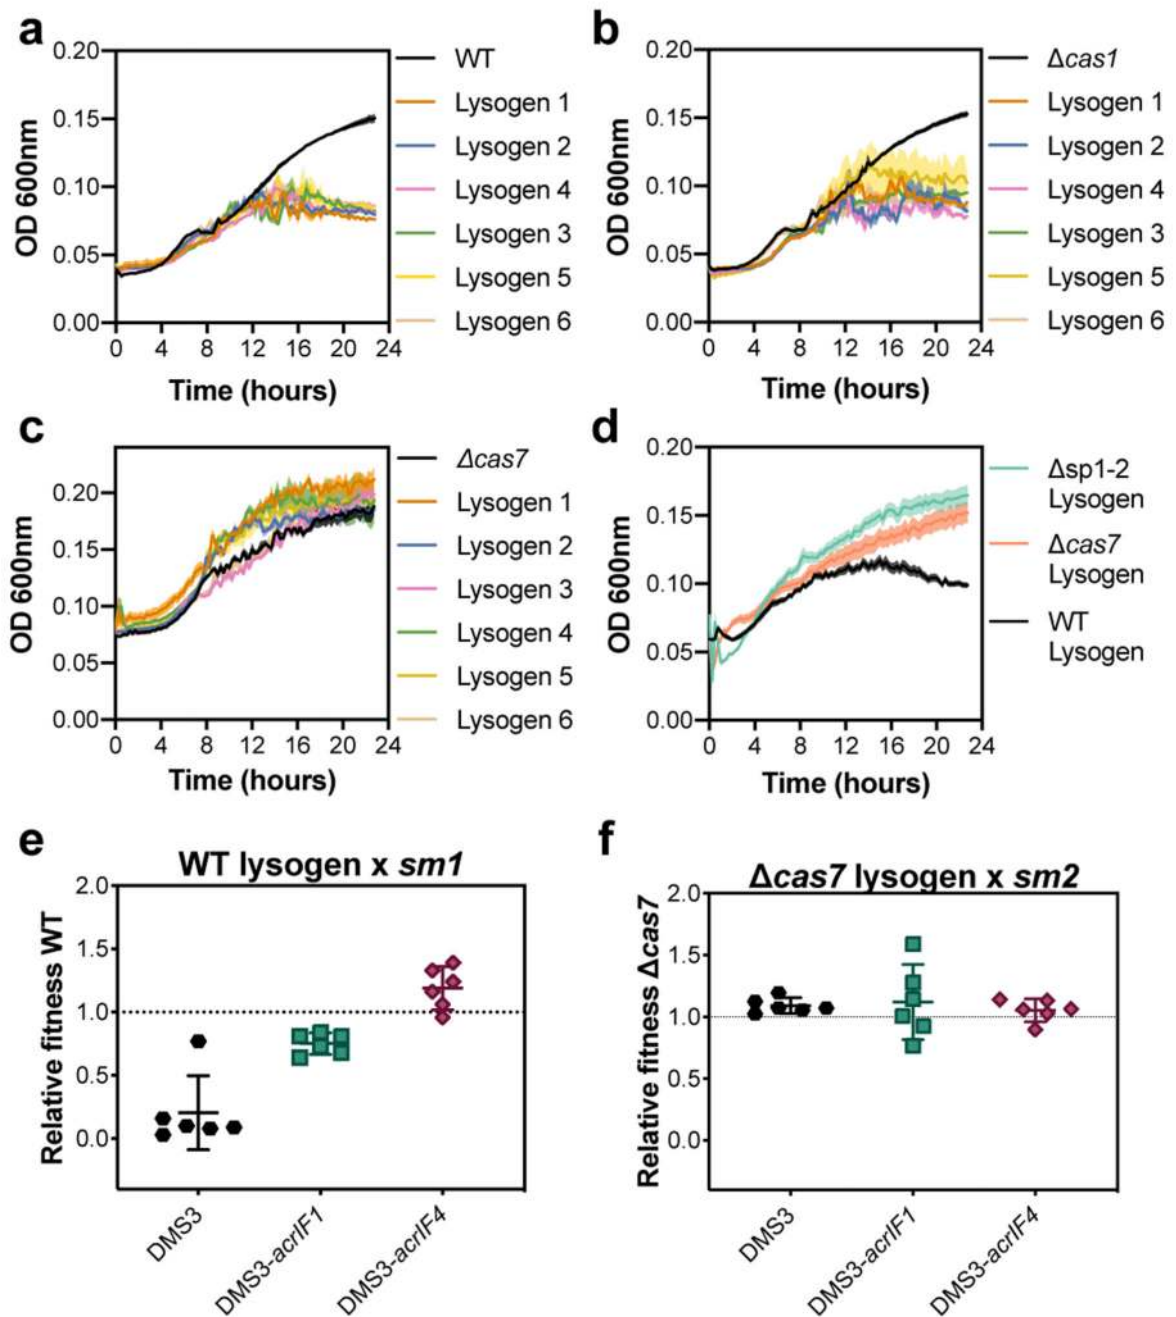 a
0.20
0.15
0.10
0.05
0.00
OD 600nm
0 4 8 12 16 20 24
Time (hours)
WT
Lysogen 1
Lysogen 2
Lysogen 4
Lysogen 3
Lysogen 5
Lysogen 6
b
0.20
0.15
0.10
0.05
0.00
OD 600nm
0 4 8 12 16 20 24
Time (hours)
Δcas1
Lysogen 1
Lysogen 2
Lysogen 4
Lysogen 3
Lysogen 5
Lysogen 6
c
0.20
0.15
0.10
0.05
0.00
OD 600nm
0 4 8 12 16 20 24
Time (hours)
Δcas7
Lysogen 1
Lysogen 2
Lysogen 3
Lysogen 4
Lysogen 5
Lysogen 6
d
0.20
0.15
0.10
0.05
0.00
OD 600nm
0 4 8 12 16 20 24
Time (hours)
Δsp1-2
Lysogen
Δcas7
Lysogen
WT
Lysogen
e
WT lysogen x sm1
2.0
1.5
1.0
0.5
0.0
Relative fitness WT
DMS3
DMS3-acrIF1
DMS3-acrIF4
f
Δcas7 lysogen x sm2
2.0
1.5
1.0
0.5
0.0
Relative fitness Δcas7
DMS3
DMS3-acrIF1
DMS3-acrIF4